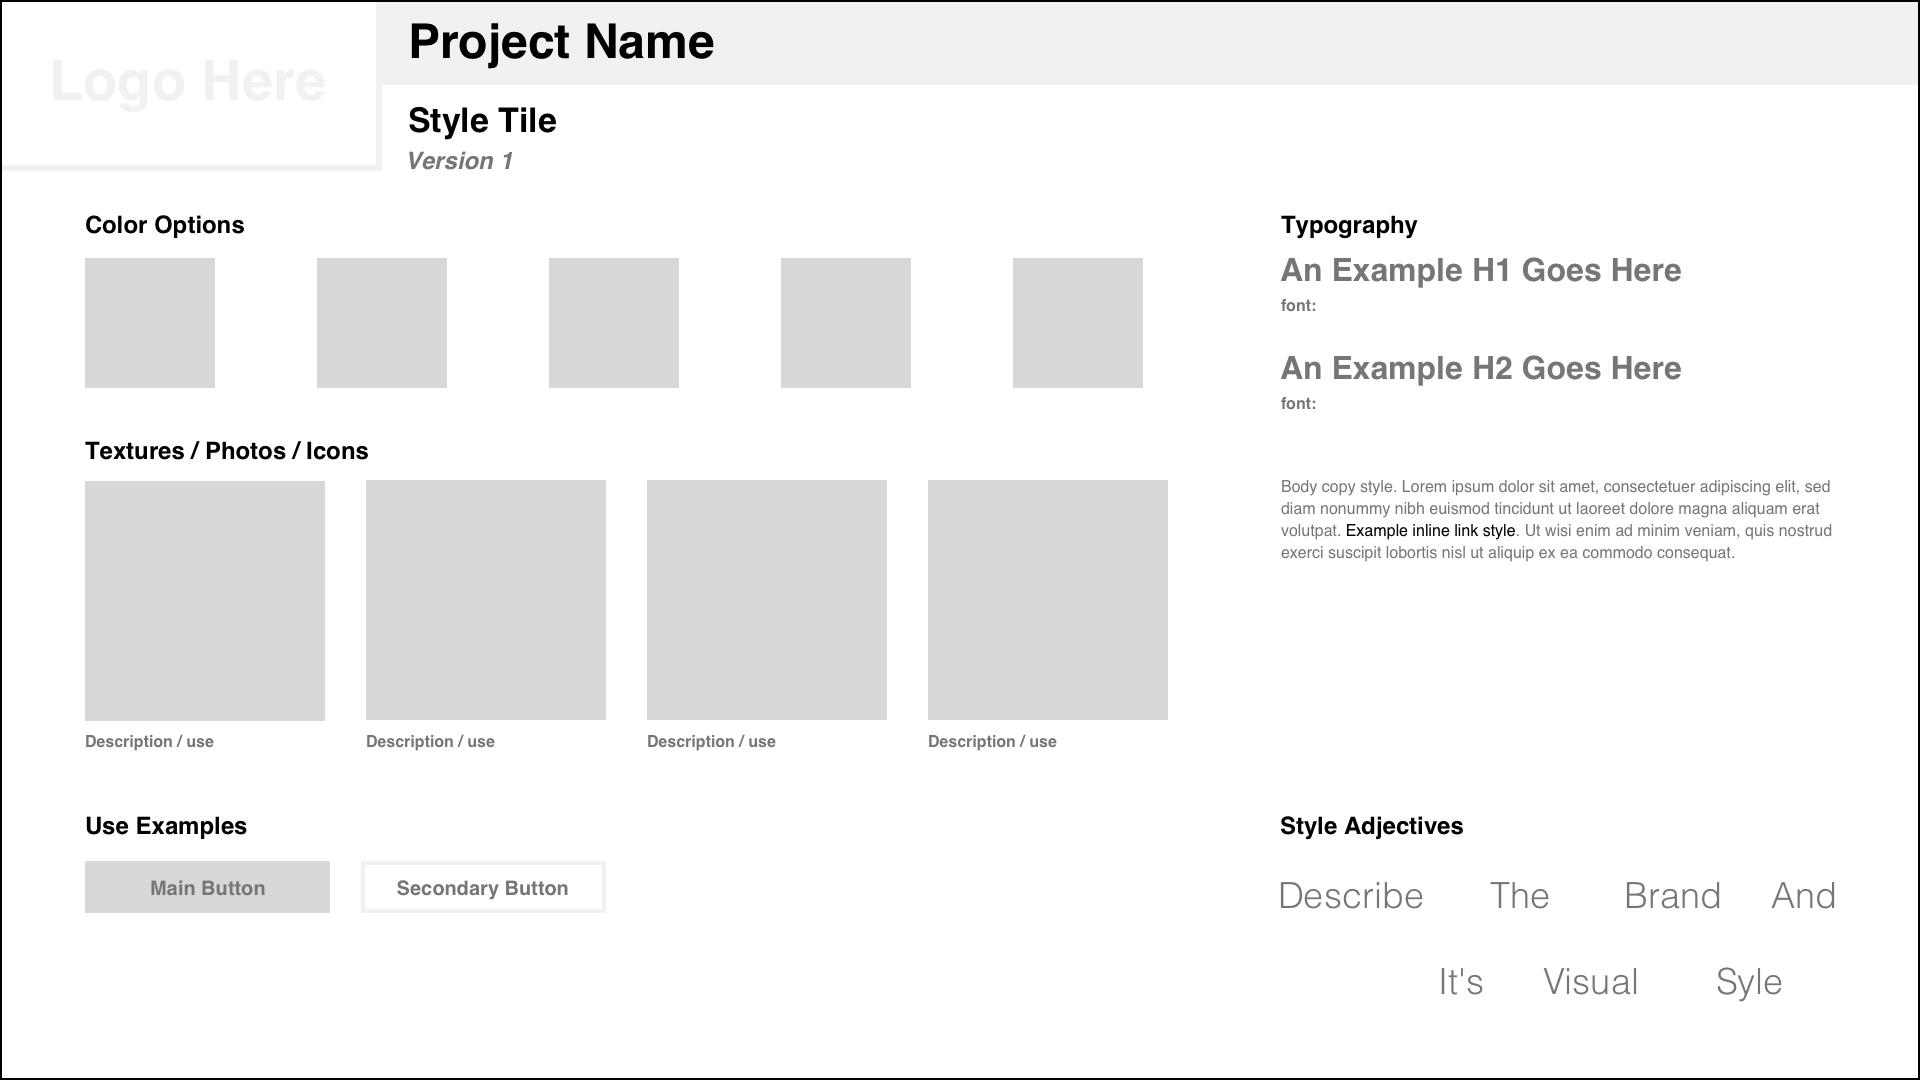 Logo Here
Project Name
Style Tile
Version 1
Color Options
Textures / Photos / Icons
Description / use
Description / use
Description / use
Description / use
Use Examples
Main Button
Secondary Button
Typography
An Example H1 Goes Here
font:
An Example H2 Goes Here
font:
Body copy style. Lorem ipsum dolor sit amet, consectetuer adipiscing elit, sed
diam nonummy nibh euismod tincidunt ut laoreet dolore magna aliquam erat
volutpat. Example inline link style. Ut wisi enim ad minim veniam, quis nostrud
exerci suscipit lobortis nisl ut aliquip ex ea commodo consequat.
Style Adjectives
Describe The Brand And
It's Visual Syle